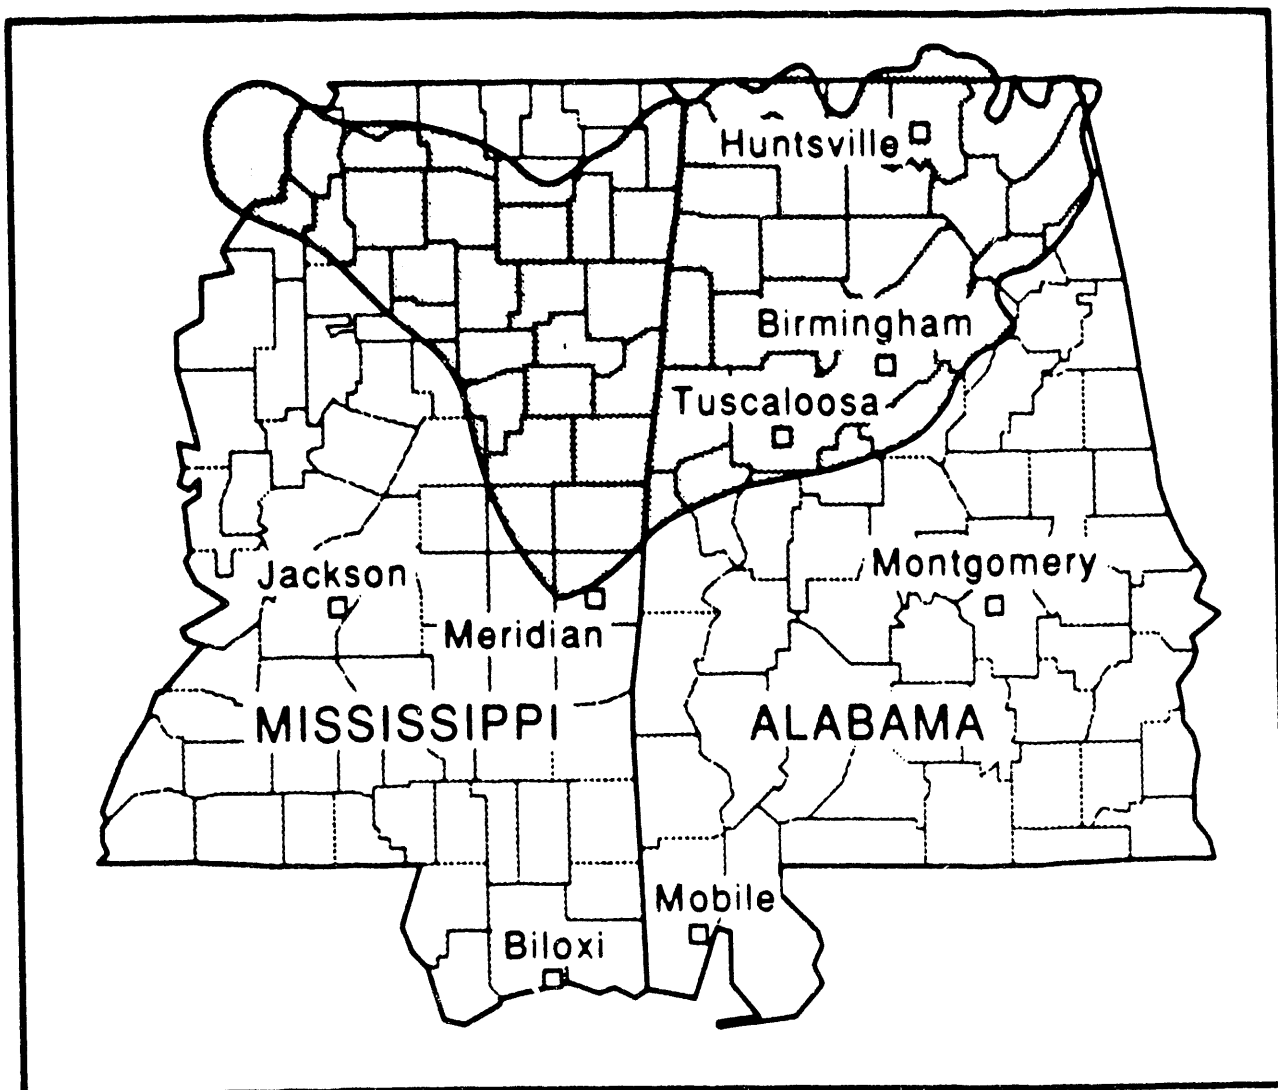 Huntsville
Birmingham
Tuscaloosa
Jackson
Montgomery
Meridian
MISSISSIPPI
ALABAMA
Mobile
Biloxi